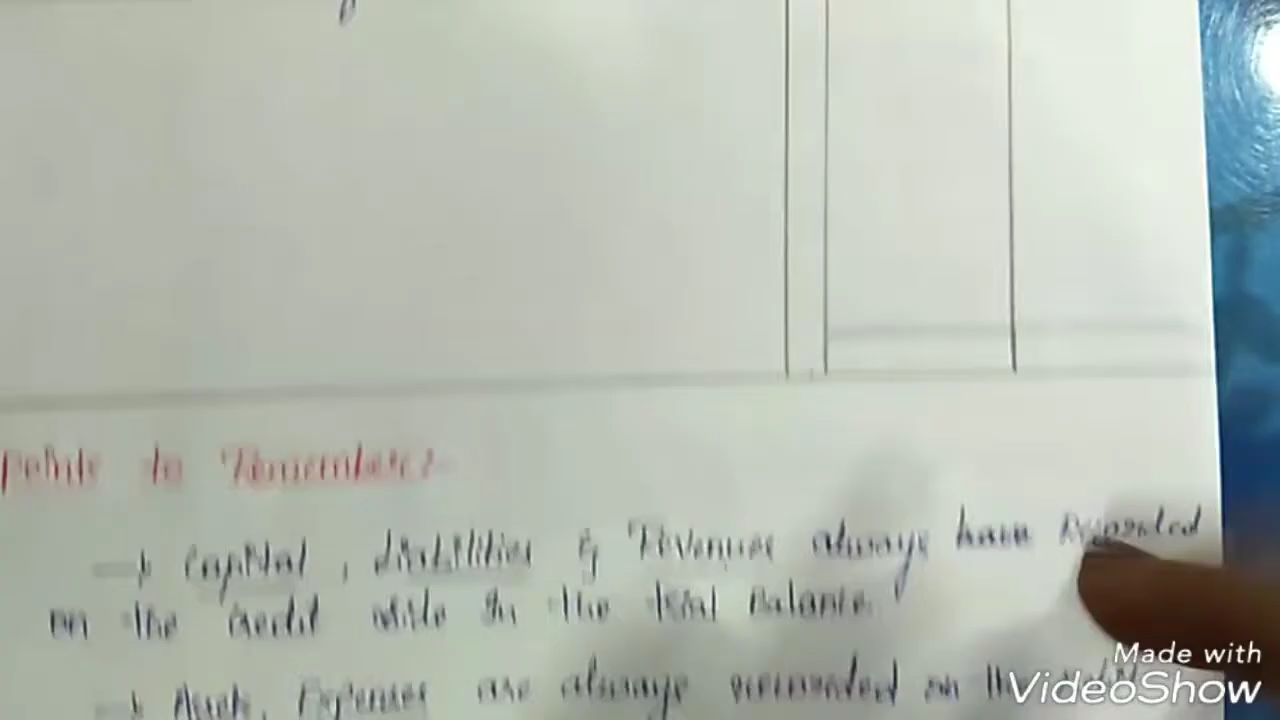 Points to Remember:-
→ Capital, Liabilities & Revenues always have Recorded
on the credit side in the trial Balance.
→ Assets, Expenses are always recorded on the
Made with
VideoShow